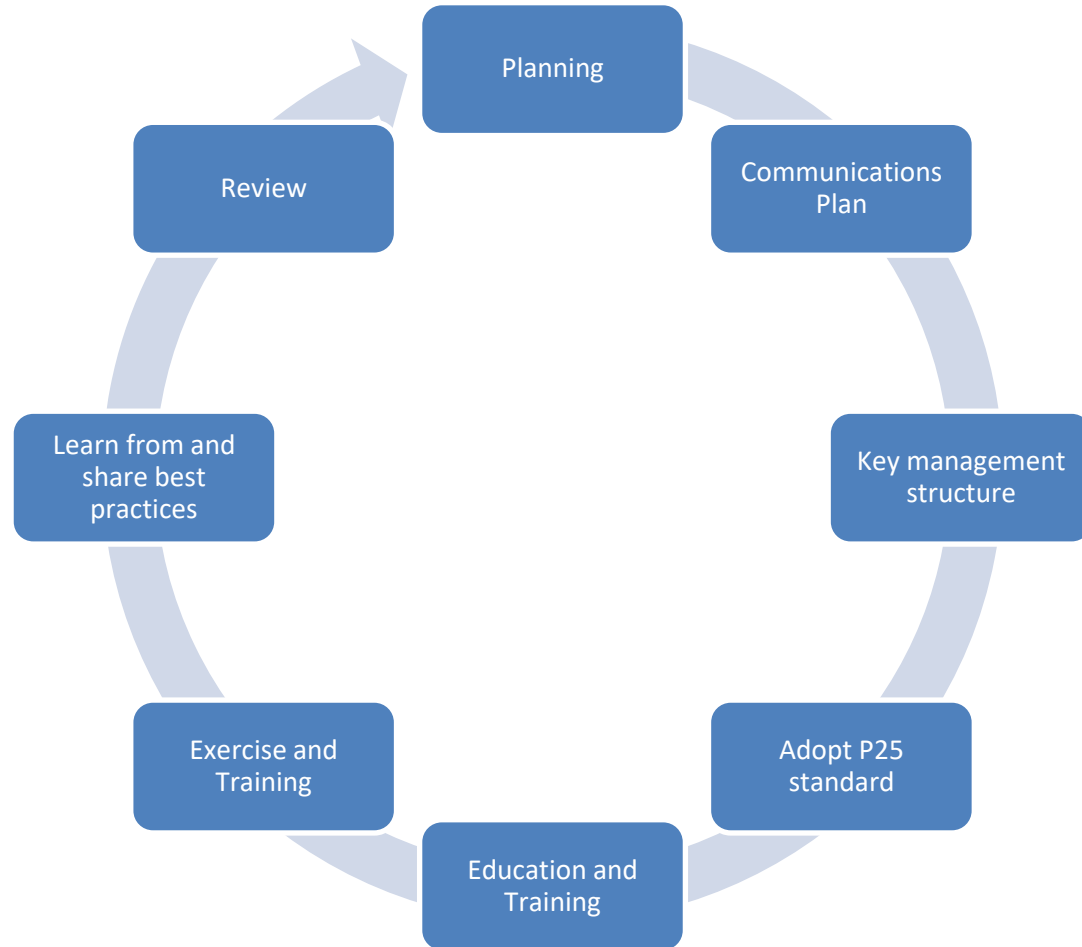 Planning
Communications
Plan
Key management
structure
Adopt P25
standard
Education and
Training
Exercise and
Training
Learn from and
share best
practices
Review